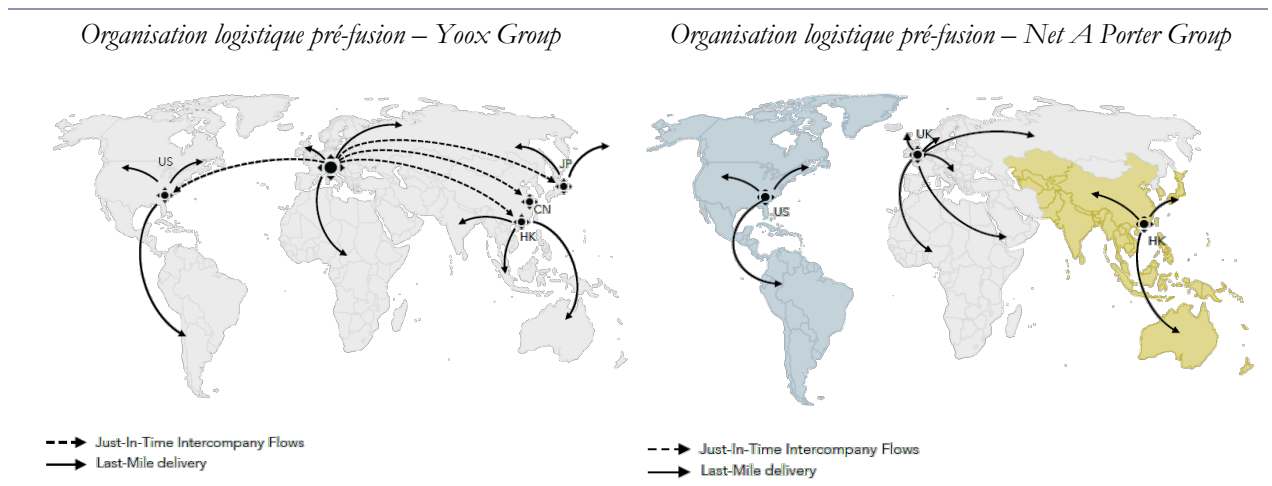 Organisation logistique pré-fusion – Yoox Group
US
JP
CN
HK
Just-In-Time Intercompany Flows
Last-Mile delivery
Organisation logistique pré-fusion – Net A Porter Group
UK
US
HK
Just-In-Time Intercompany Flows
Last-Mile delivery